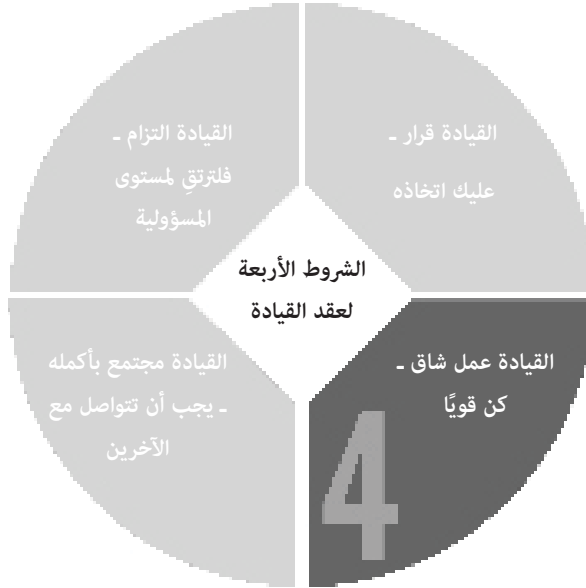 القيادة قرار ـ
عليك اتخاذه
القيادة التزام ـ
فلترتقِ لمستوى
المسؤولية
الشروط الأربعة
لعقد القيادة
القيادة عمل شاق ـ
كن قويًا
4
القيادة مجتمع بأكمله
ـ يجب أن تتواصل مع
الآخرين